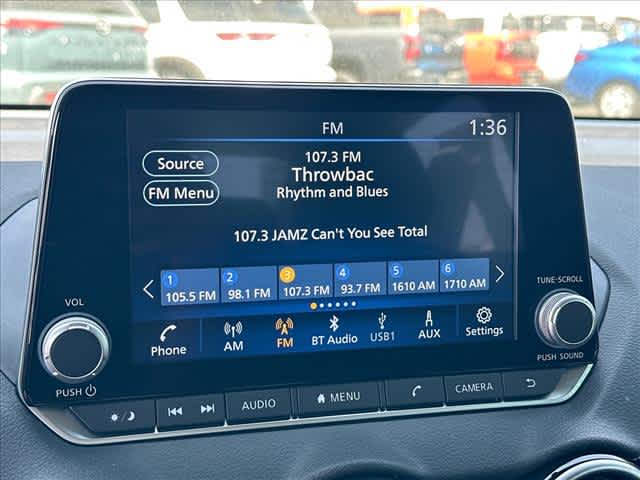 FM
1:36
Source
FM Menu
107.3 FM
Throwbac
Rhythm and Blues
107.3 JAMZ Can't You See Total
1 2 3 4 5 6
105.5 FM 98.1 FM 107.3 FM 93.7 FM 1610 AM 1710 AM
Phone AM FM BT Audio USB1 AUX Settings
VOL
PUSH
TUNE-SCROLL
PUSH SOUND
AUDIO MENU CAMERA